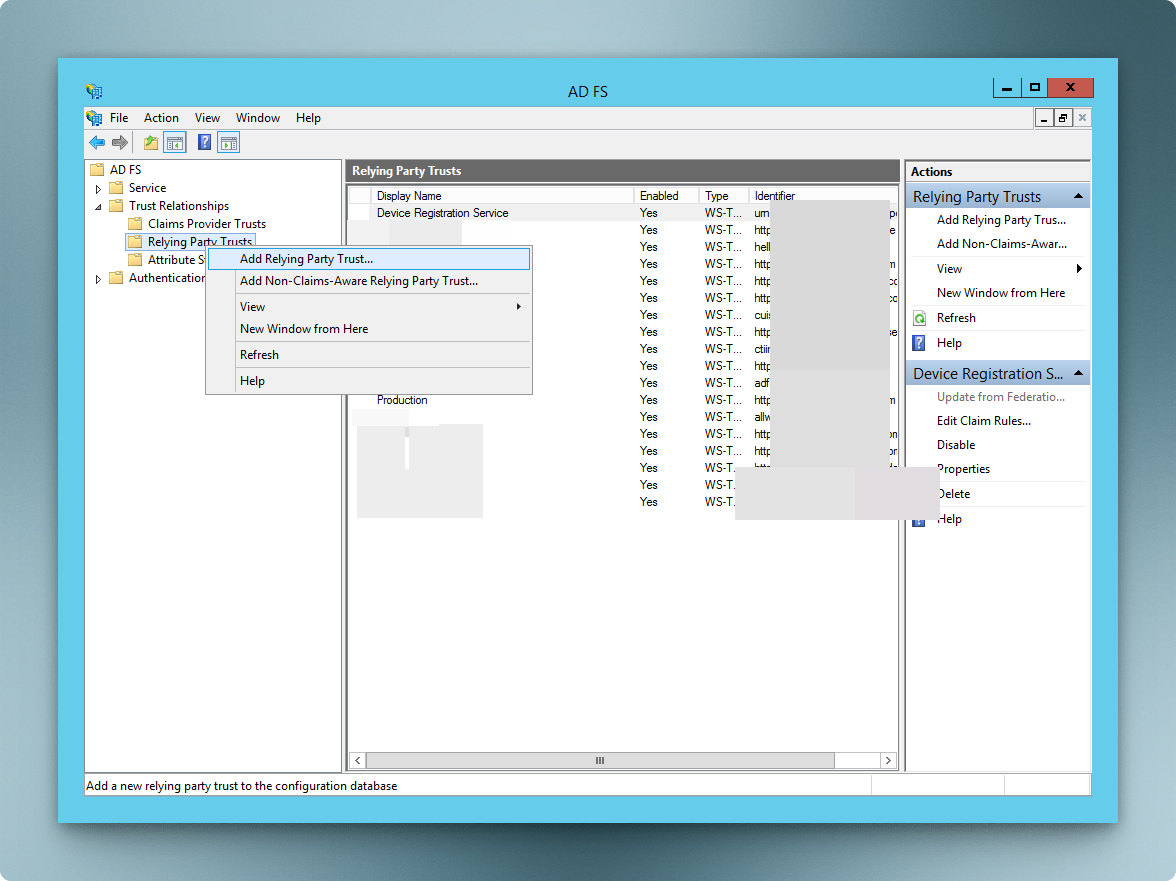 AD FS
File Action View Window Help
AD FS
Service
Trust Relationships
Claims Provider Trusts
Relying Party Trusts
Attribute S
Authentication
Add Relying Party Trust...
Add Non-Claims-Aware Relying Party Trust...
View
New Window from Here
Refresh
Help
Relying Party Trusts
Display Name Enabled Type Identifier
Device Registration Service Yes WS-T... urn
Yes WS-T... http e
Yes WS-T... hell
Yes WS-T... http m
Yes WS-T... http cc
Yes WS-T... http cc
Yes WS-T... cuis
Yes WS-T... http se
Yes WS-T... ctiin
Yes WS-T... http
Yes WS-T... adf
Production Yes WS-T... http m
Yes WS-T... allw
Yes WS-T... http om
Yes WS-T... http om
Yes WS-T... http
Yes WS-T...
Yes WS-T.
Actions
Relying Party Trusts
Add Relying Party Trus...
Add Non-Claims-Awar...
View
New Window from Here
Refresh
Help
Device Registration S...
Update from Federatio...
Edit Claim Rules...
Disable
Properties
Delete
Help
Add a new relying party trust to the configuration database